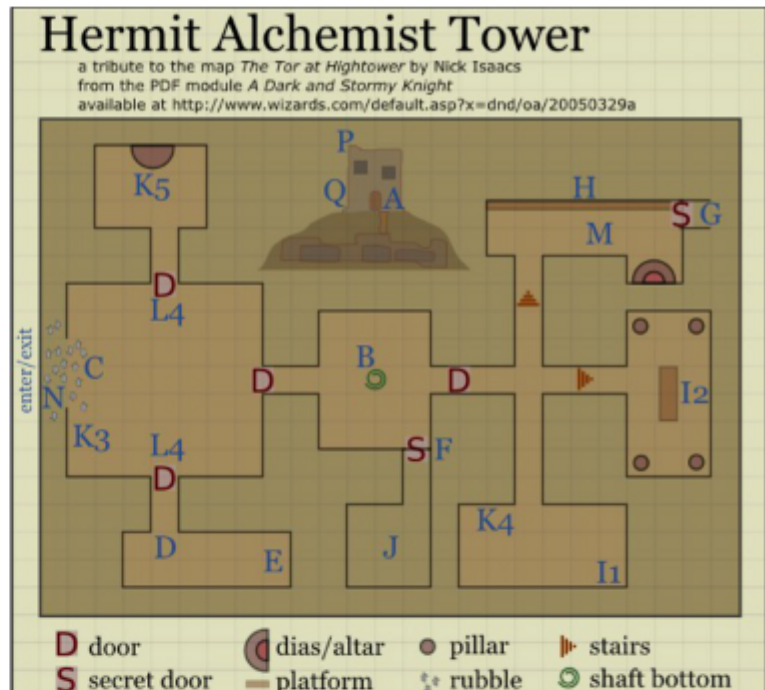 Hermit Alchemist Tower
a tribute to the map The Tor at Hightower by Nick Isaacs
from the PDF module A Dark and Stormy Knight
available at http://www.wizards.com/default.asp?x=dnd/oa/20050329a
P
K5
Q A
H
S G
M
D
L4
enter/exit
C
N
B
D
D
I2
K3
L4
S F
D
K4
D
E
J
I1
D door
dias/altar
pillar
stairs
S secret door
platform
rubble
shaft bottom